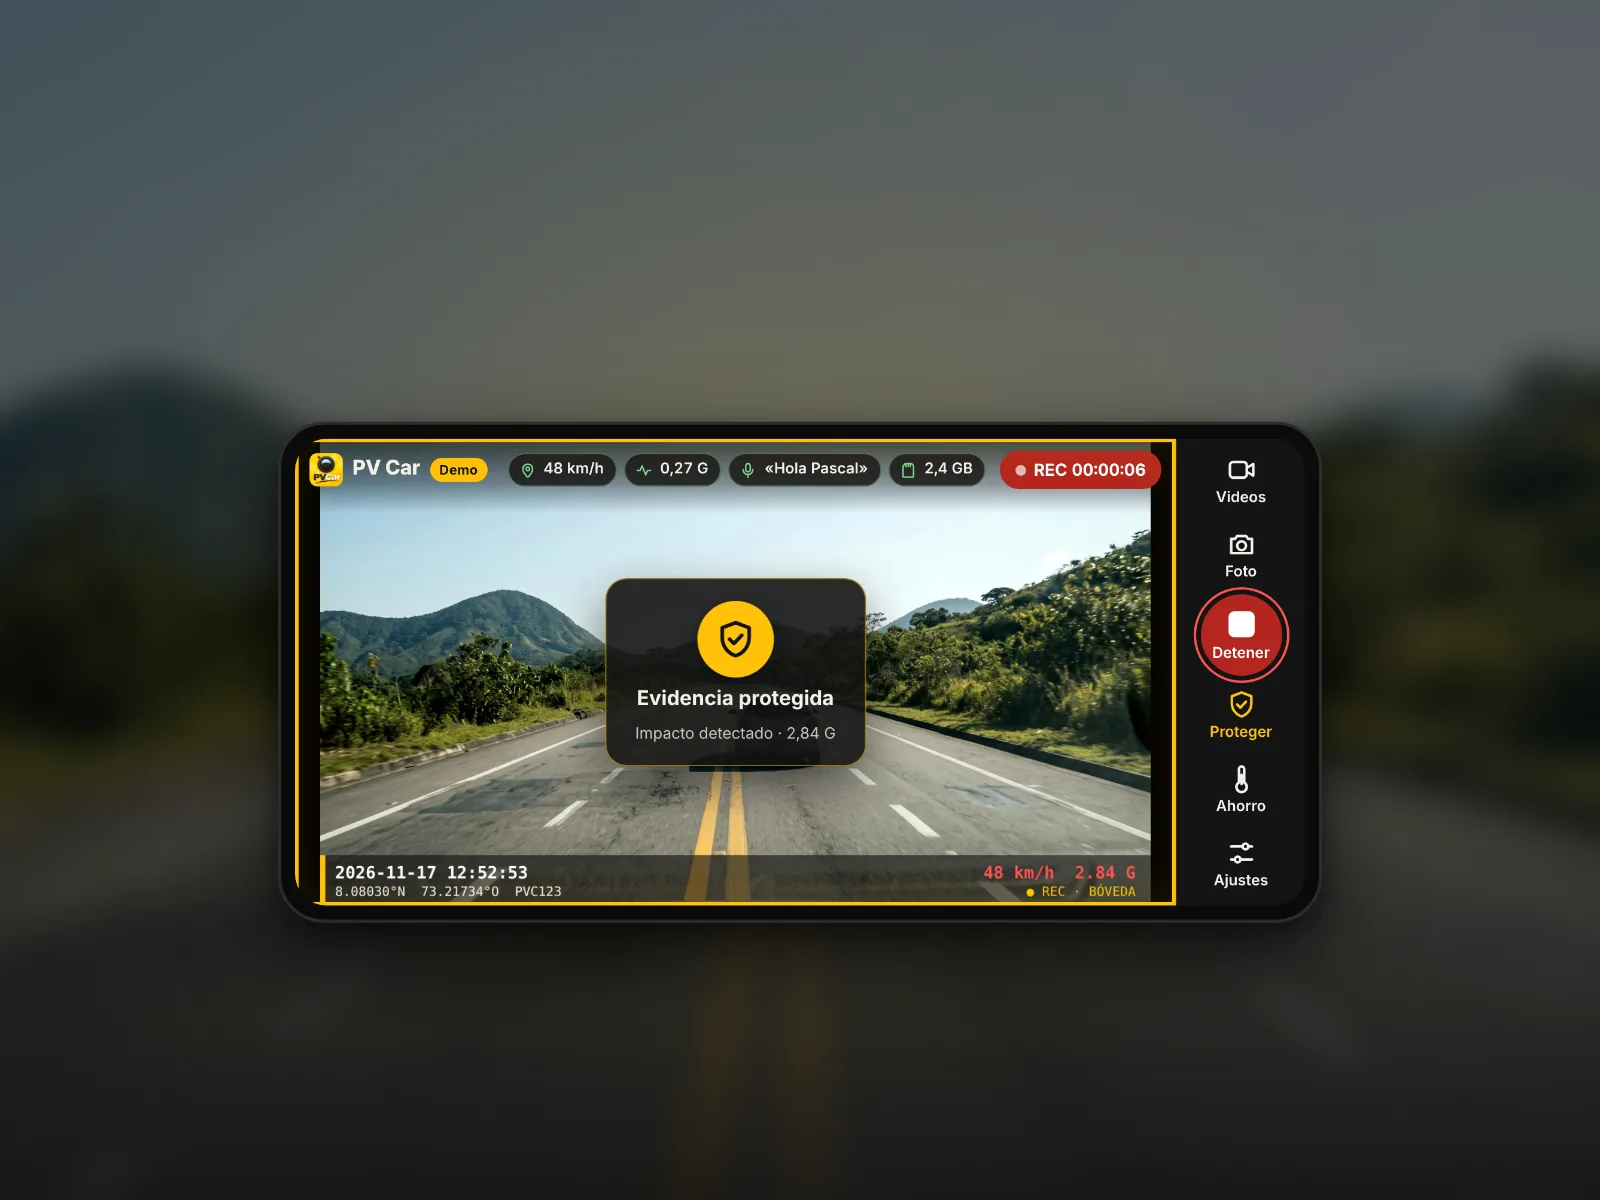 PV Car
PV Car Demo
48 km/h
0,27 G
«Hola Pascal»
2,4 GB
REC 00:00:06
Videos
Foto
Detener
Proteger
Ahorro
Ajustes
Evidencia protegida
Impacto detectado · 2,84 G
2026-11-17 12:52:53
8.08030°N 73.21734°O PVC123
48 km/h 2.84 G
REC · BÓVEDA